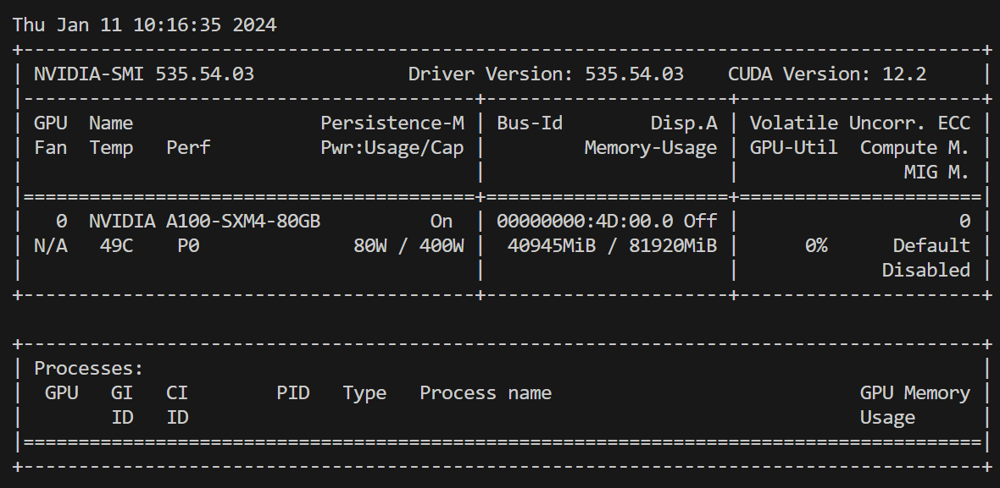 Thu Jan 11 10:16:35 2024
+---------------------------------------------------------------------------------------+
| NVIDIA-SMI 535.54.03              Driver Version: 535.54.03    CUDA Version: 12.2     |
|-----------------------------------------+----------------------+----------------------+
| GPU  Name                 Persistence-M | Bus-Id        Disp.A | Volatile Uncorr. ECC |
| Fan  Temp   Perf          Pwr:Usage/Cap |         Memory-Usage | GPU-Util  Compute M. |
|                                         |                      |               MIG M. |
|=========================================+======================+======================|
|   0  NVIDIA A100-SXM4-80GB          On  | 00000000:4D:00.0 Off |                    0 |
| N/A   49C    P0              80W / 400W |  40945MiB / 81920MiB |      0%      Default |
|                                         |                      |             Disabled |
+-----------------------------------------+----------------------+----------------------+

+---------------------------------------------------------------------------------------+
| Processes:                                                                            |
|  GPU   GI   CI        PID   Type   Process name                            GPU Memory |
|        ID   ID                                                             Usage      |
|=======================================================================================|
+---------------------------------------------------------------------------------------+